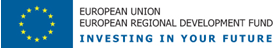 EUROPEAN UNION
EUROPEAN REGIONAL DEVELOPMENT FUND
INVESTING IN YOUR FUTURE